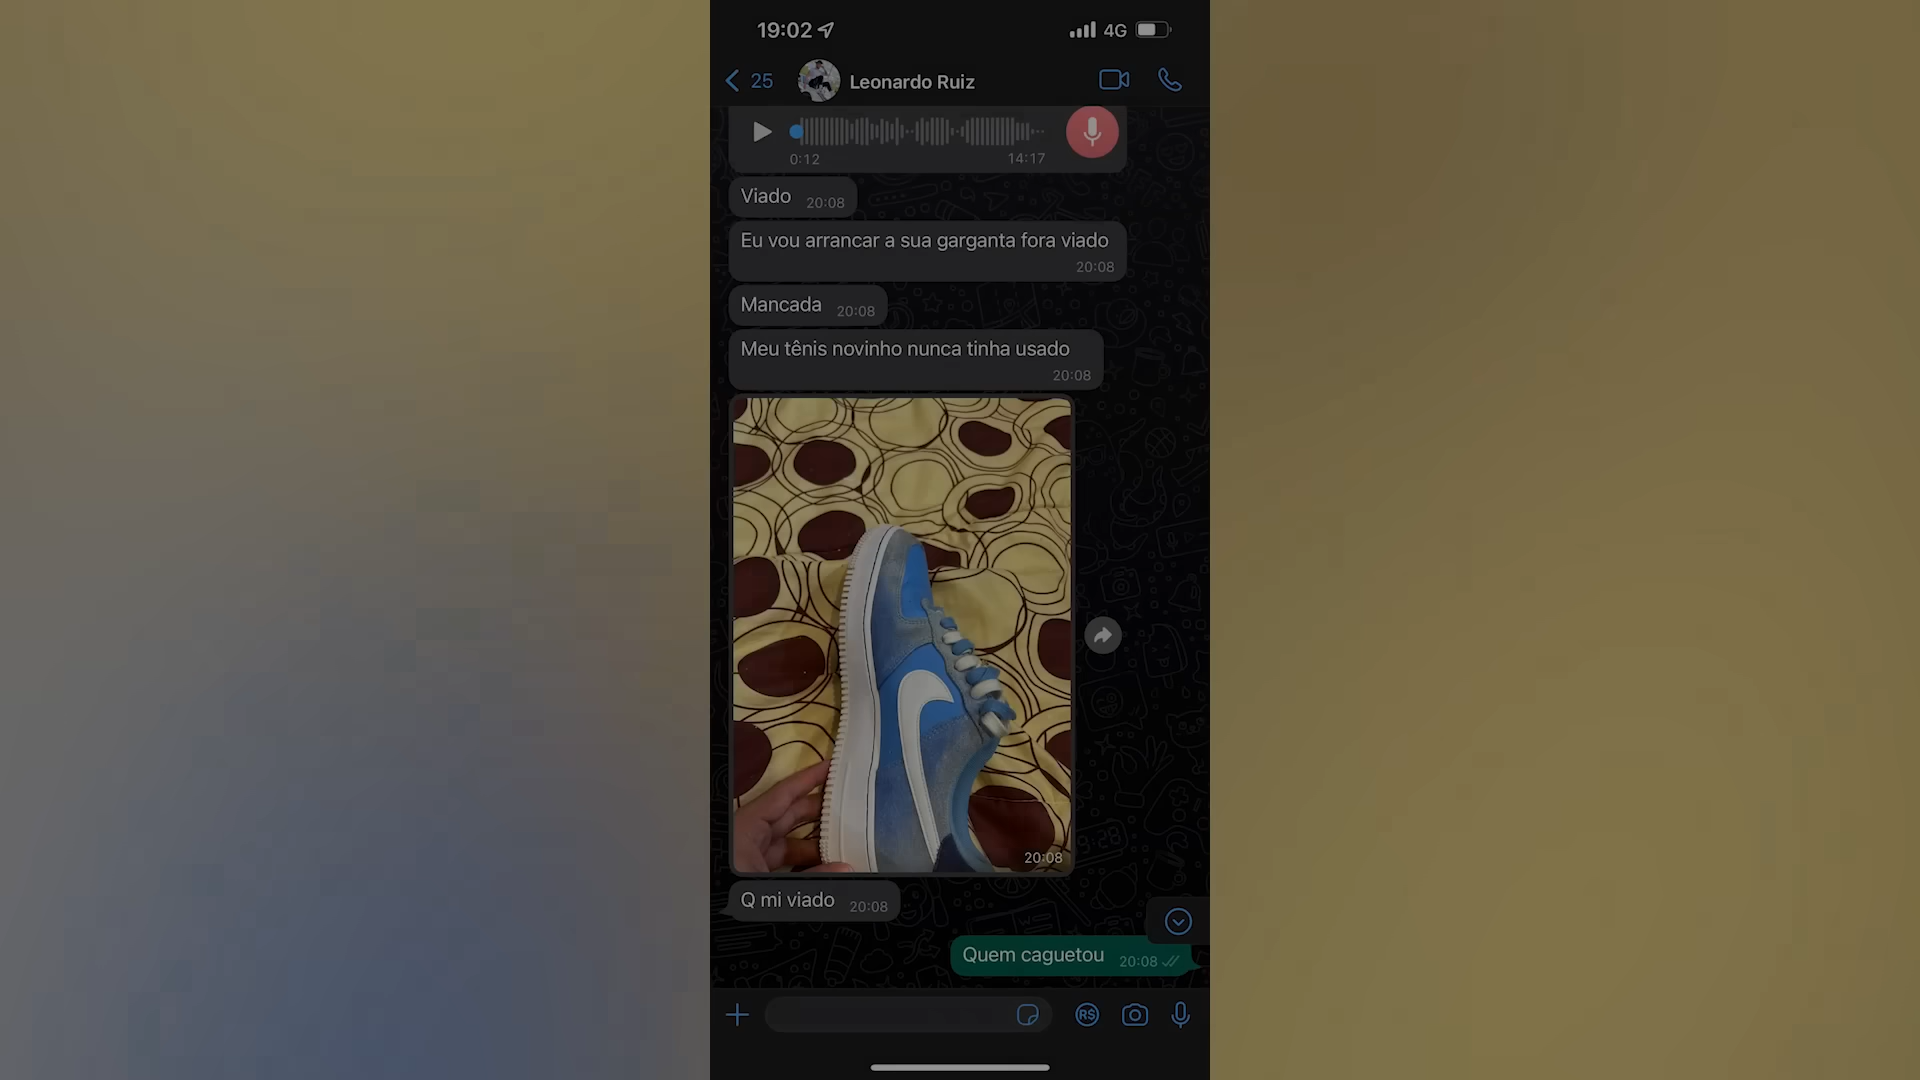 19:02
4G
25
Leonardo Ruiz
0:12
14:17
Viado 20:08
Eu vou arrancar a sua garganta fora viado
20:08
Mancada 20:08
Meu tênis novinho nunca tinha usado
20:08
20:08
Q mi viado 20:08
Quem caguetou 20:08
R$